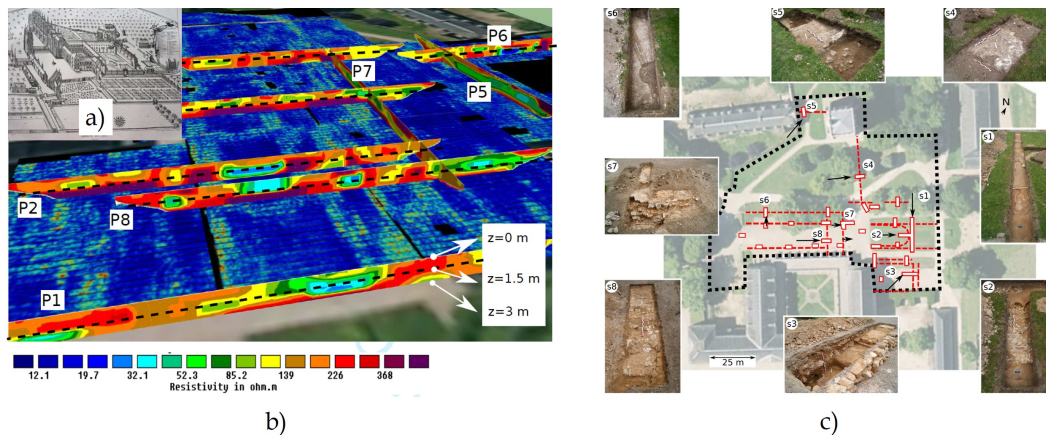 a)
P6
P7
P5
P2
P8
P1
z=0 m
z=1.5 m
z=3 m
12.1 19.7 32.1 52.3 85.2 139 226 368
Resistivity in ohm.m
b)
s6
s5
s4
N
s5
s1
s4
s7
s6
s1
s7
s2
s8
s3
s8
s3
s2
25 m
c)